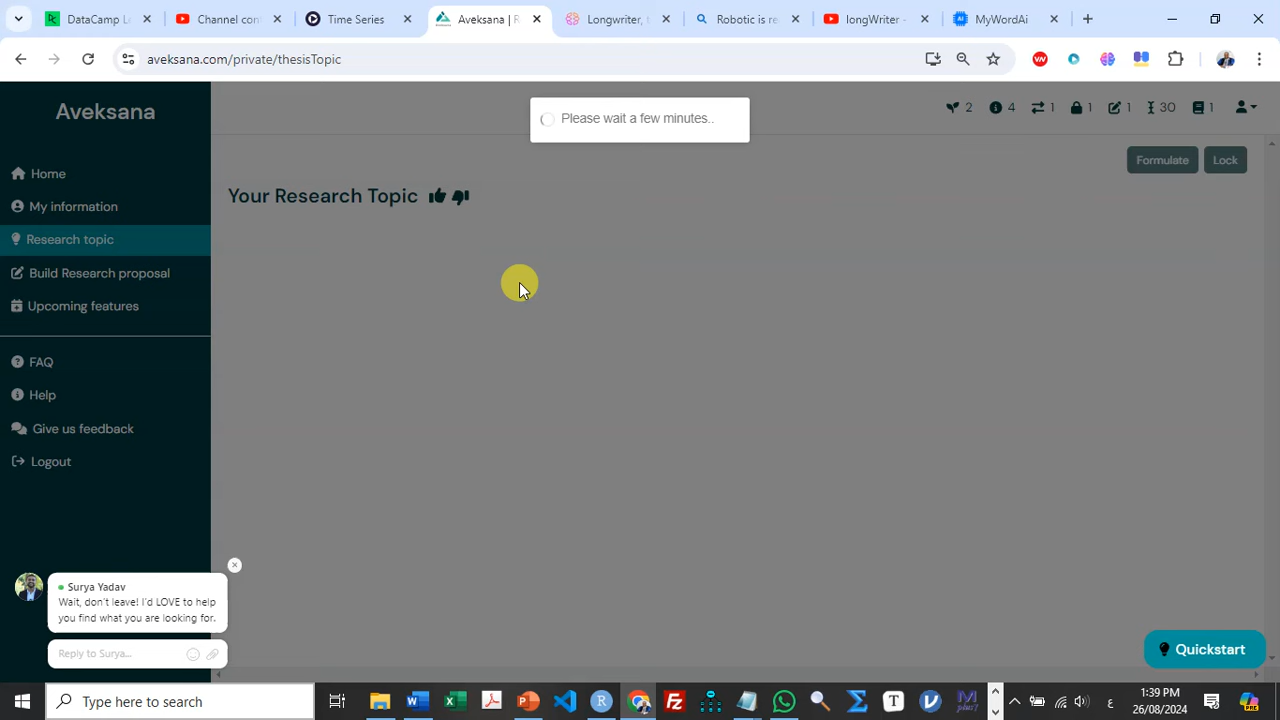 DataCamp L
Channel con
Time Series
Aveksana | R
Longwriter, t
Robotic is re
longWriter -
MyWordAi
aveksana.com/private/thesisTopic
Aveksana
Please wait a few minutes..
2
4
1
1
1
30
1
Formulate
Lock
Home
My information
Research topic
Build Research proposal
Upcoming features
FAQ
Help
Give us feedback
Logout
Your Research Topic
Surya Yadav
Wait, don't leave! I'd LOVE to help
you find what you are looking for.
Reply to Surya...
Quickstart
Type here to search
1:39 PM
26/08/2024